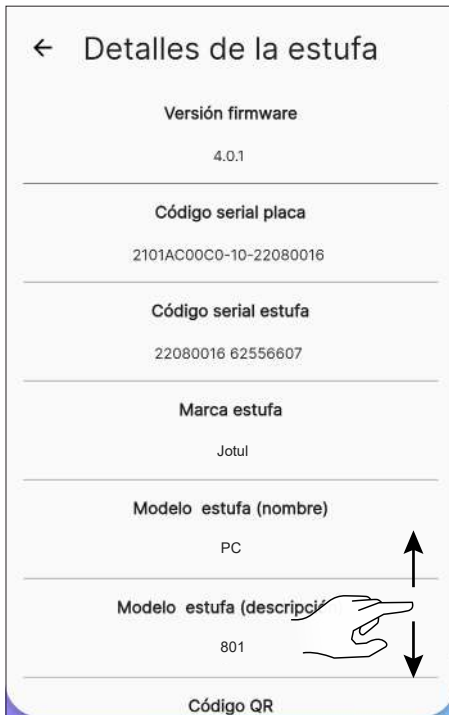 Detalles de la estufa
Versión firmware
4.0.1
Código serial placa
2101AC00C0-10-22080016
Código serial estufa
22080016 62556607
Marca estufa
Jotul
Modelo estufa (nombre)
PC
Modelo estufa (descripción
801
Código QR